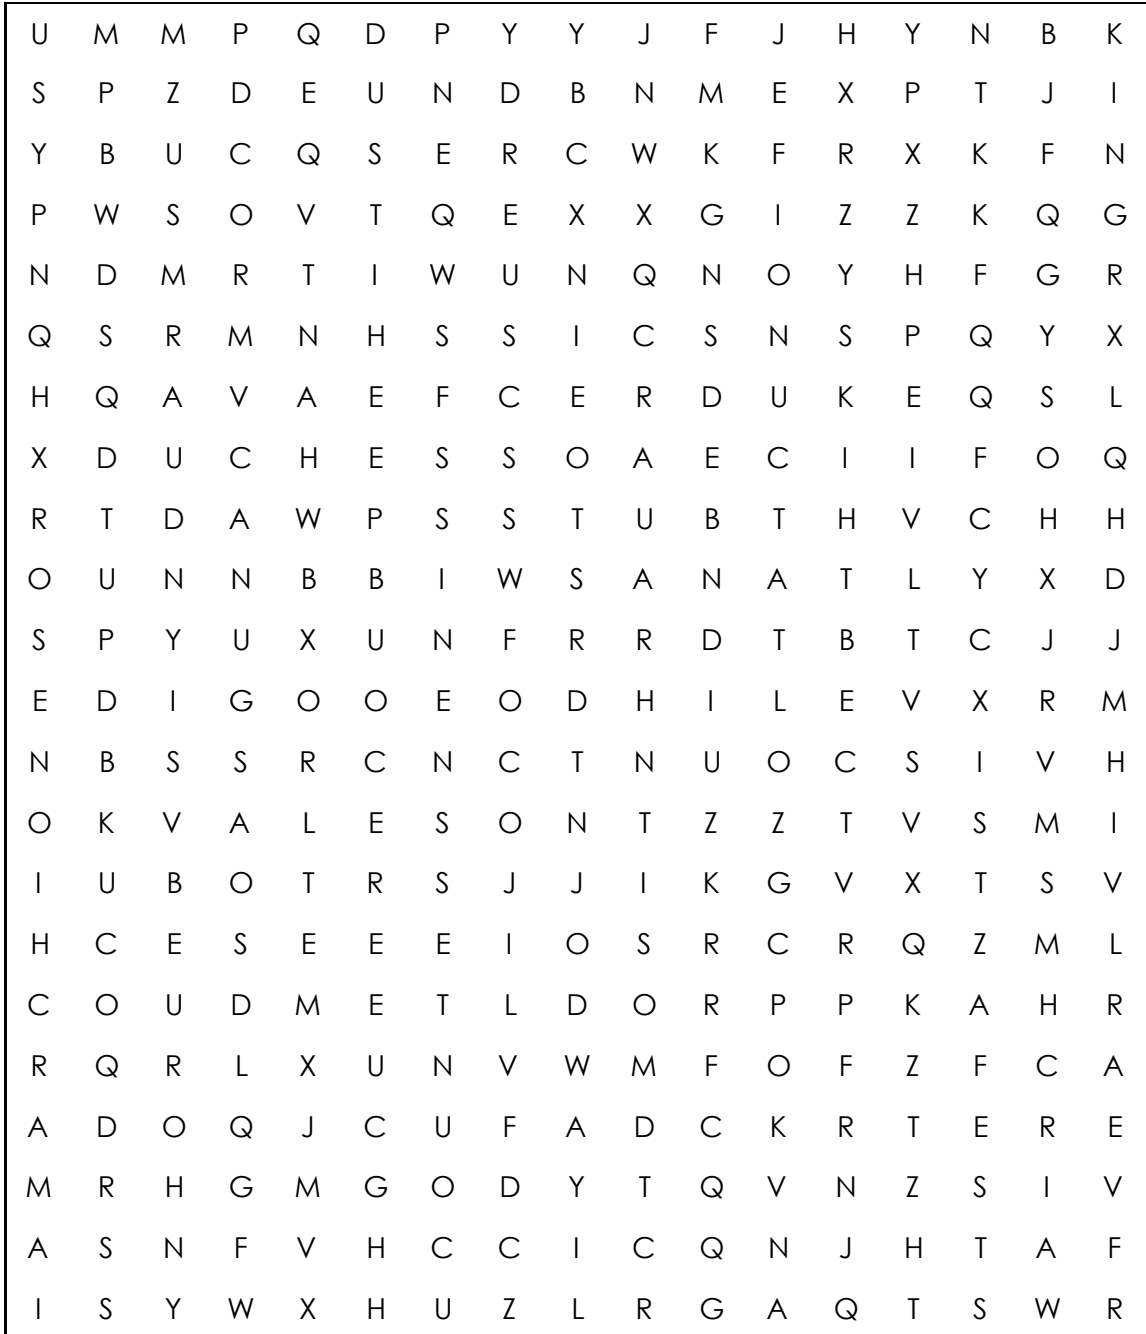 U M M P Q D P Y Y J F J H Y N B K
S P Z D E U N D B N M E X P T J I
Y B U C Q S E R C W K F R X K F N
P W S O V T Q E X X G I Z Z K Q G
N D M R T I W U N Q N O Y H F G R
Q S R M N H S S I C S N S P Q Y X
H Q A V A E F C E R D U K E Q S L
X D U C H E S S O A E C I I F O Q
R T D A W P S S T U B T H V C H H
O U N N B B I W S A N A T L Y X D
S P Y U X U N F R R D T B T C J J
E D I G O O E O D H I L E V X R M
N B S S R C N C T N U O C S I V H
O K V A L E S O N T Z Z T V S M I
I U B O T R S J J I K G V X T S V
H C E S E E E I O S R C R Q Z M L
C O U D M E T L D O R P P K A H R
R Q R L X U N V W M F O F Z F C A
A D O Q J C U F A D C K R T E R E
M R H G M G O D Y T Q V N Z S I V
A S N F V H C C I C Q N J H T A F
I S Y W X H U Z L R G A Q T S W R